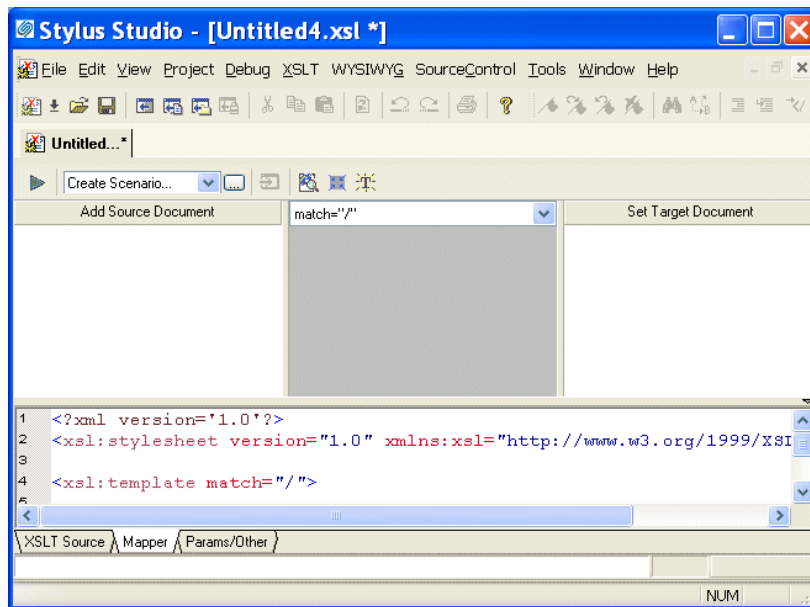 Stylus Studio - [Untitled4.xsl *]
File Edit View Project Debug XSLT WYSIWYG SourceControl Tools Window Help
Untitled...*
Create Scenario...
Add Source Document match="/" Set Target Document
1 <?xml version='1.0'?>
2 <xsl:stylesheet version="1.0" xmlns:xsl="http://www.w3.org/1999/XSL
3
4 <xsl:template match="/">
5
XSLT Source Mapper Params/Other
NUM